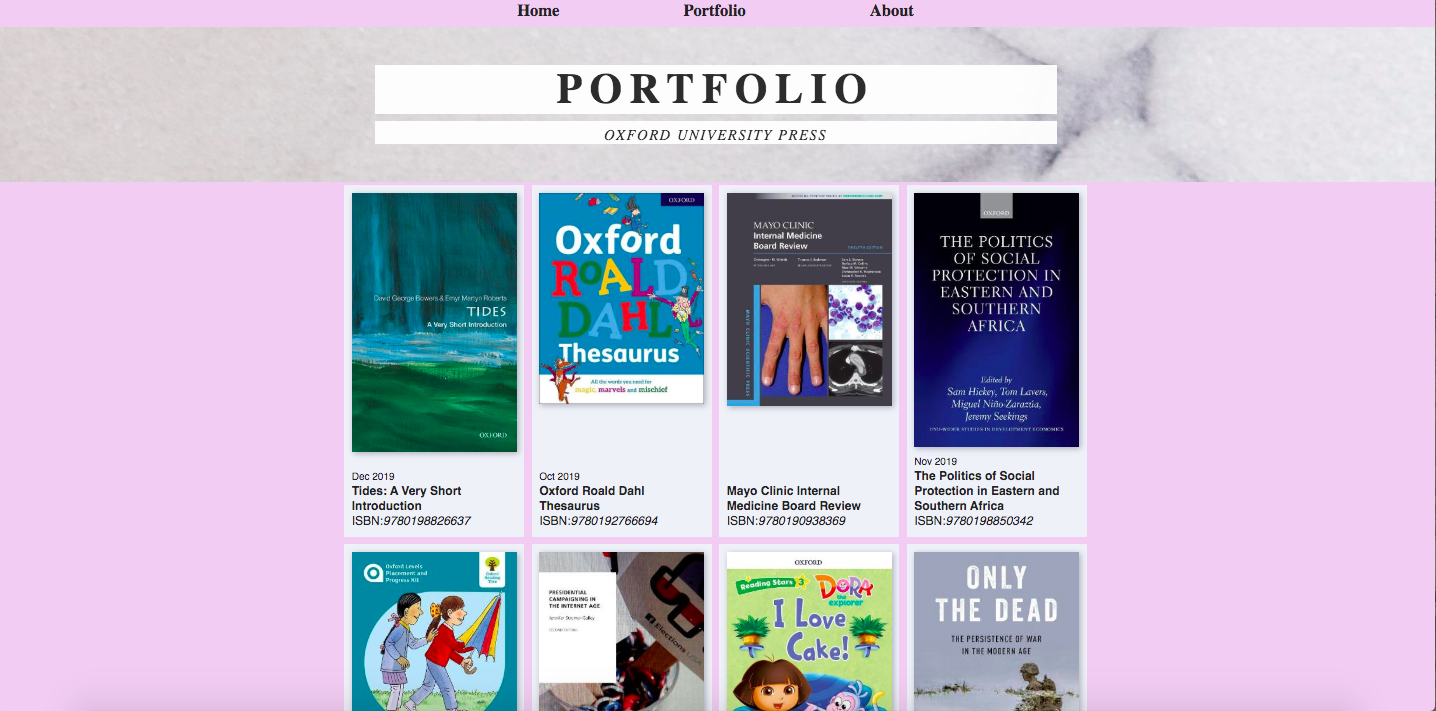 Home Portfolio About
PORTFOLIO
OXFORD UNIVERSITY PRESS
David George Bowers & Emyr Martyn Roberts
TIDES
A Very Short Introduction
OXFORD
Dec 2019
Tides: A Very Short
Introduction
ISBN:9780198826637
OXFORD
Oxford
ROALD
DAHL
Thesaurus
All the words you need for
magic, marvels and mischief
Oct 2019
Oxford Roald Dahl
Thesaurus
ISBN:9780192766694
MAYO CLINIC
Internal Medicine
Board Review
TWELFTH EDITION
MAYO CLINIC SCIENTIFIC PRESS
Mayo Clinic Internal
Medicine Board Review
ISBN:9780190938369
OXFORD
THE POLITICS
OF SOCIAL
PROTECTION IN
EASTERN AND
SOUTHERN
AFRICA
Edited by
Sam Hickey, Tom Lavers,
Miguel Niño-Zarazúa,
Jeremy Seekings
UNU-WIDER STUDIES IN DEVELOPMENT ECONOMICS
Nov 2019
The Politics of Social
Protection in Eastern and
Southern Africa
ISBN:9780198850342
Oxford Levels
Placement and
Progress Kit
Oxford
Reading
Tree
PRESIDENTIAL
CAMPAIGNING IN
THE INTERNET AGE
Jennifer Stromer-Galley
SECOND EDITION
Elections
OXFORD
Reading Stars 3
DORA
the
explorer
I Love
Cake!
ONLY
THE DEAD
THE PERSISTENCE OF WAR
IN THE MODERN AGE